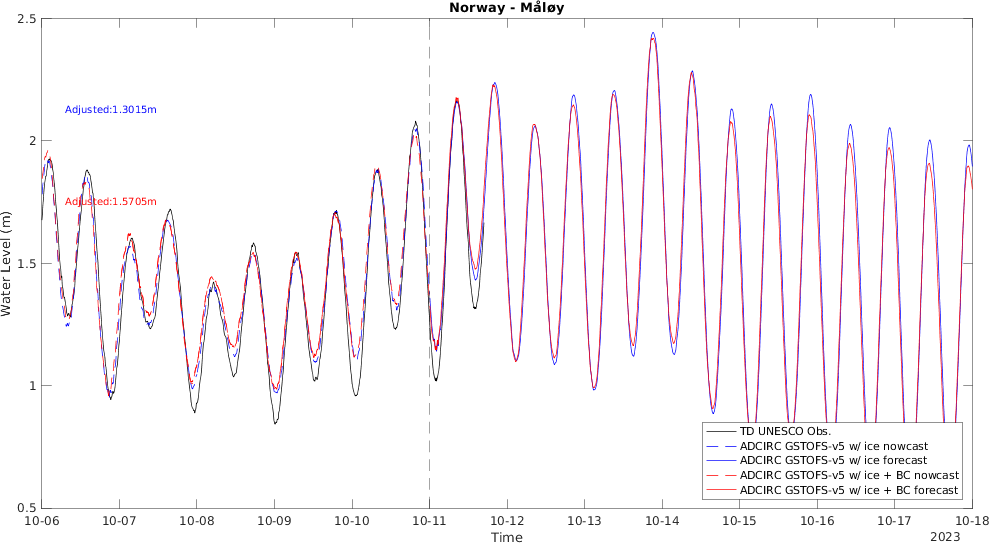 Norway - Måløy
2.5
2
1.5
1
0.5
Water Level (m)
Adjusted:1.3015m
Adjusted:1.5705m
TD UNESCO Obs.
ADCIRC GSTOFS-v5 w/ ice nowcast
ADCIRC GSTOFS-v5 w/ ice forecast
ADCIRC GSTOFS-v5 w/ ice + BC nowcast
ADCIRC GSTOFS-v5 w/ ice + BC forecast
10-06 10-07 10-08 10-09 10-10 10-11 10-12 10-13 10-14 10-15 10-16 10-17 10-18
Time
2023